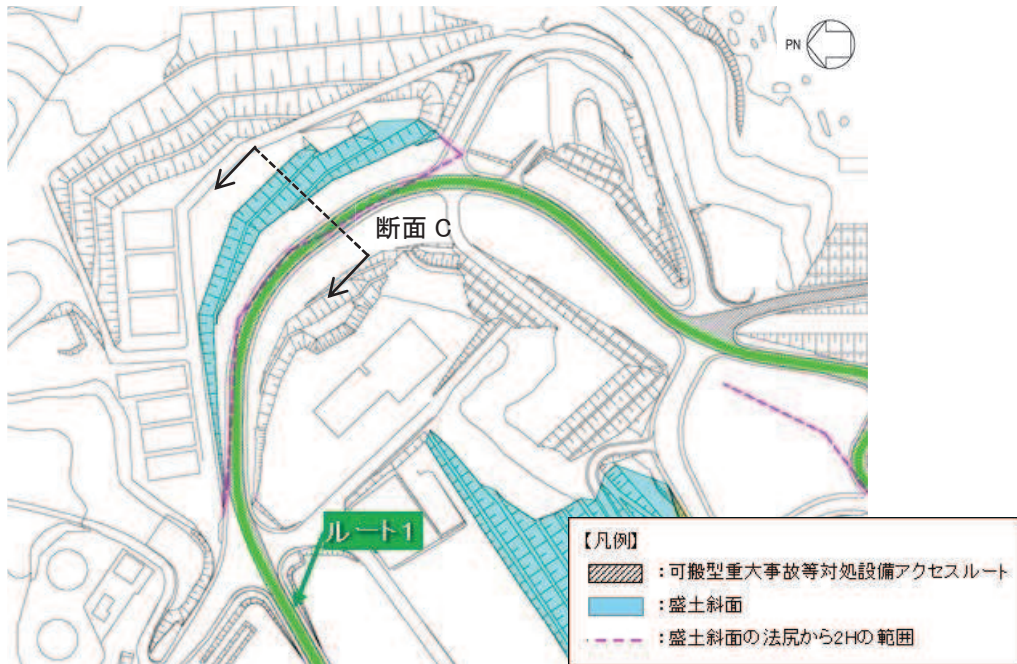 PN
断面 C
ルート1
【凡例】
：可搬型重大事故等対処設備アクセスルート
：盛土斜面
：盛土斜面の法尻から2Hの範囲